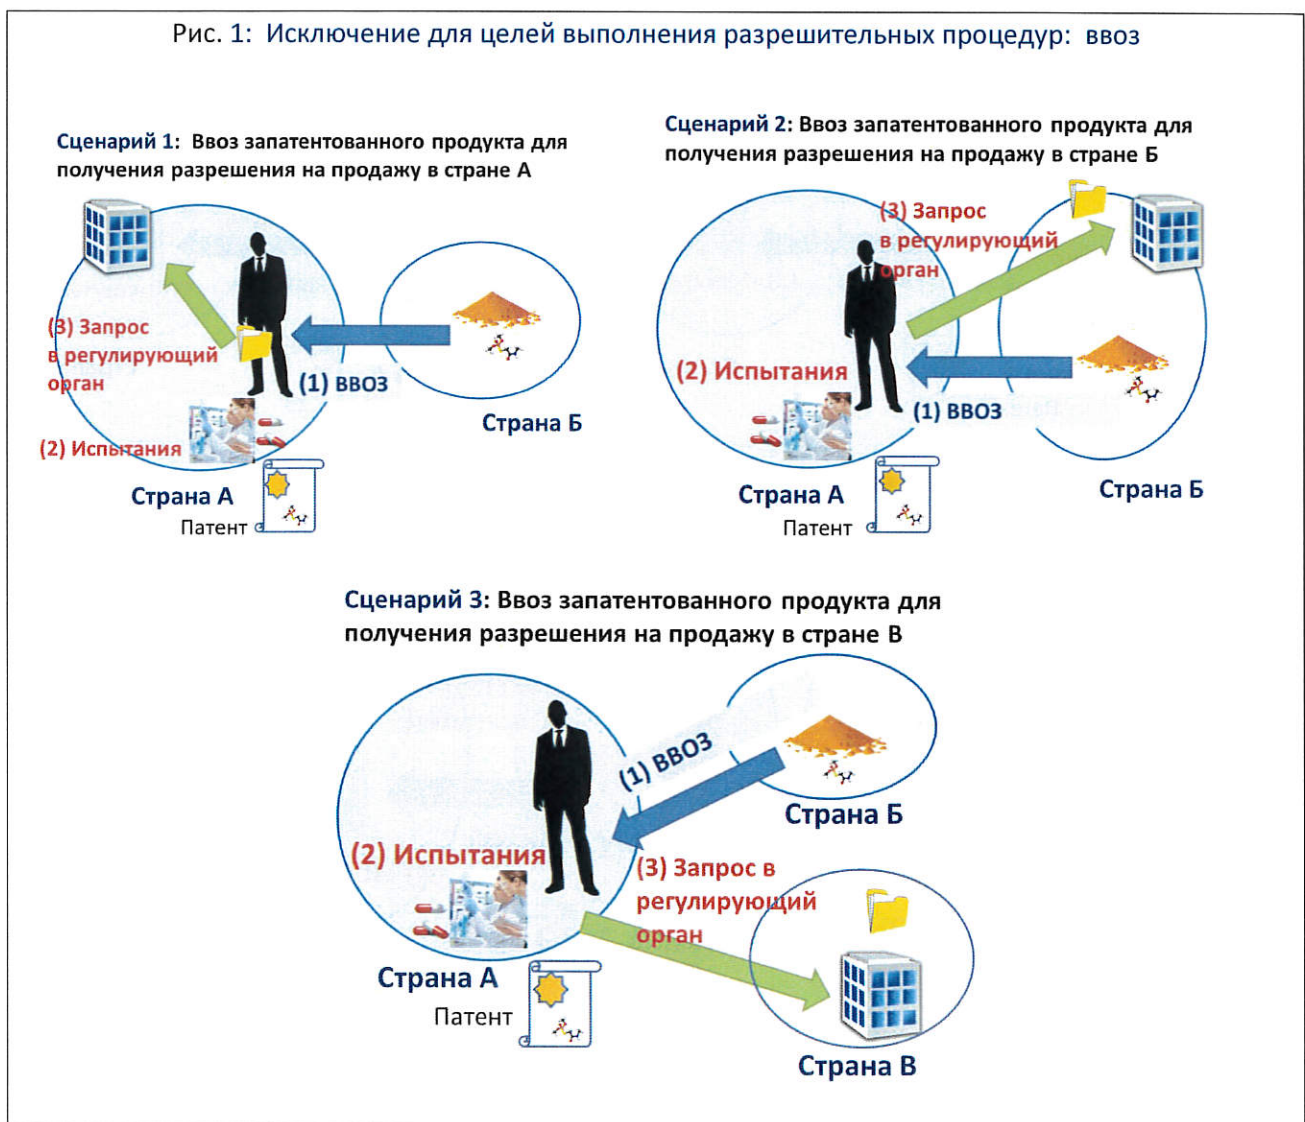 Рис. 1: Исключение для целей выполнения разрешительных процедур: ввоз
Сценарий 1: Ввоз запатентованного продукта для
получения разрешения на продажу в стране А
(3) Запрос
в регулирующий
орган
(1) ВВОЗ
(2) Испытания
Страна Б
Страна А
Патент
Сценарий 2: Ввоз запатентованного продукта для
получения разрешения на продажу в стране Б
(3) Запрос
в регулирующий
орган
(2) Испытания
(1) ВВОЗ
Страна А
Страна Б
Патент
Сценарий 3: Ввоз запатентованного продукта для
получения разрешения на продажу в стране В
(1) ВВОЗ
Страна Б
(2) Испытания
(3) Запрос в
регулирующий
орган
Страна А
Патент
Страна В